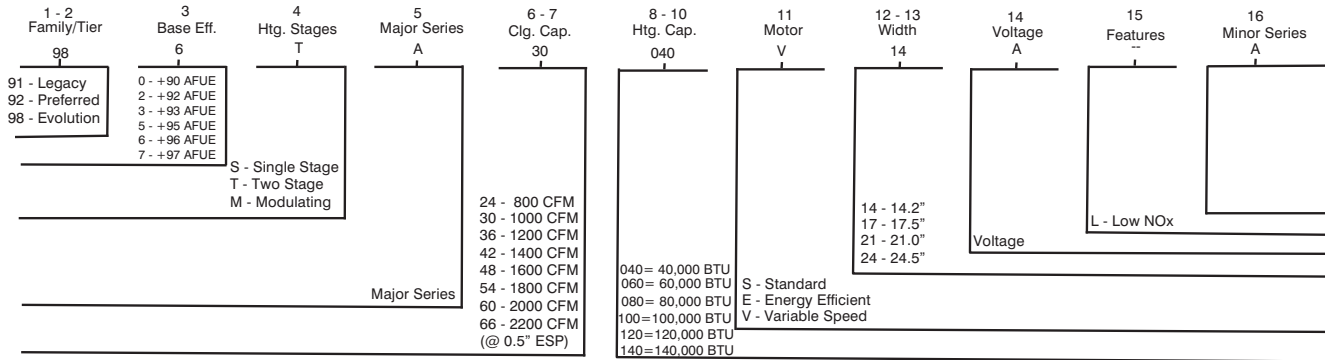 1 - 2
Family/Tier
98
3
Base Eff.
6
4
Htg. Stages
T
5
Major Series
A
6 - 7
Clg. Cap.
30
8 - 10
Htg. Cap.
040
11
Motor
V
12 - 13
Width
14
14
Voltage
A
15
Features
--
16
Minor Series
A
91 - Legacy
92 - Preferred
98 - Evolution
0 - +90 AFUE
2 - +92 AFUE
3 - +93 AFUE
5 - +95 AFUE
6 - +96 AFUE
7 - +97 AFUE
S - Single Stage
T - Two Stage
M - Modulating
Major Series
24 - 800 CFM
30 - 1000 CFM
36 - 1200 CFM
42 - 1400 CFM
48 - 1600 CFM
54 - 1800 CFM
60 - 2000 CFM
66 - 2200 CFM
(@ 0.5” ESP)
040= 40,000 BTU
060= 60,000 BTU
080= 80,000 BTU
100=100,000 BTU
120=120,000 BTU
140=140,000 BTU
S - Standard
E - Energy Efficient
V - Variable Speed
14 - 14.2”
17 - 17.5”
21 - 21.0”
24 - 24.5”
Voltage
L - Low NOx